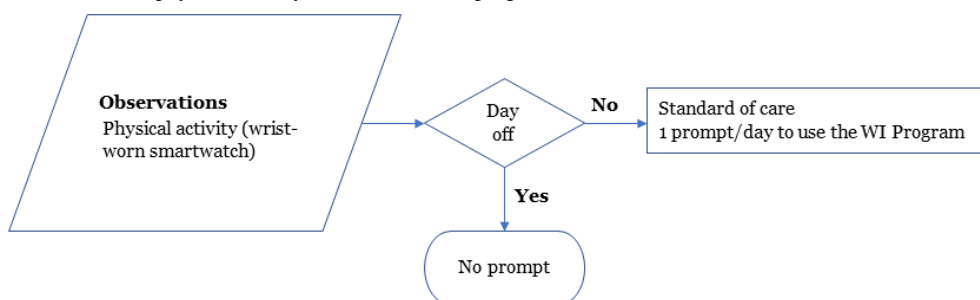 Observations
Physical activity (wrist-
worn smartwatch)
Day
off
No
Standard of care
1 prompt/day to use the WI Program
Yes
No prompt